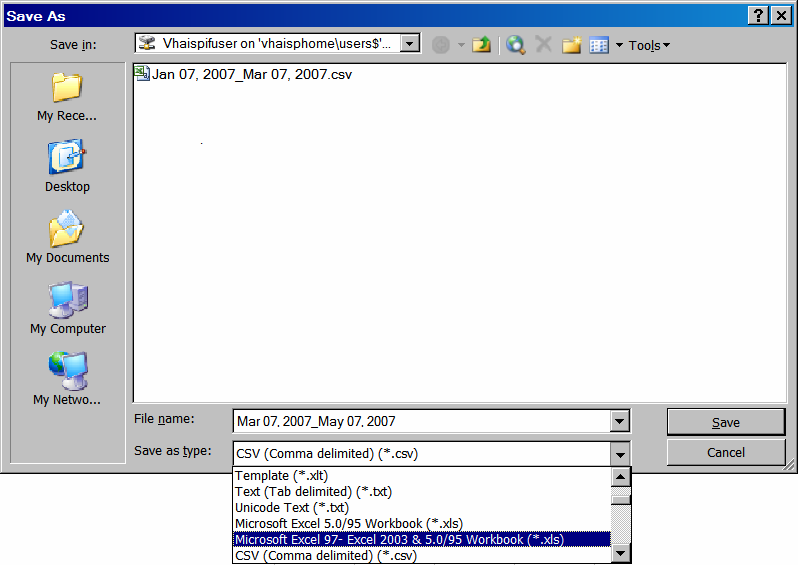 Save As
Save in:
Vhaispifuser on 'vhaisphome\users$'...
Tools
Jan 07, 2007_Mar 07, 2007.csv
My Rece...
Desktop
My Documents
My Computer
My Netwo...
File name:
Mar 07, 2007_May 07, 2007
Save
Save as type:
CSV (Comma delimited) (*.csv)
Cancel
Template (*.xlt)
Text (Tab delimited) (*.txt)
Unicode Text (*.txt)
Microsoft Excel 5.0/95 Workbook (*.xls)
Microsoft Excel 97- Excel 2003 & 5.0/95 Workbook (*.xls)
CSV (Comma delimited) (*.csv)